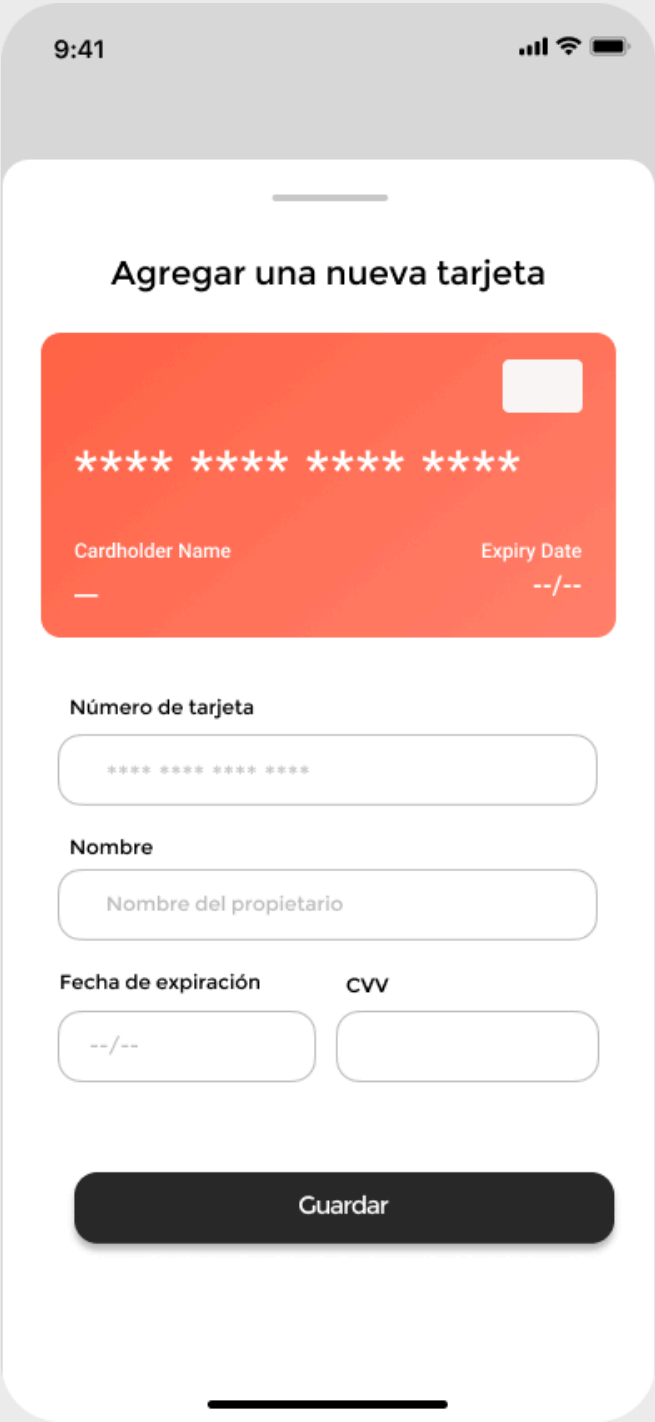 9:41
Agregar una nueva tarjeta
**** **** **** ****
Cardholder Name Expiry Date
__ --/--
Número de tarjeta
**** **** **** ****
Nombre
Nombre del propietario
Fecha de expiración CVV
--/--
Guardar